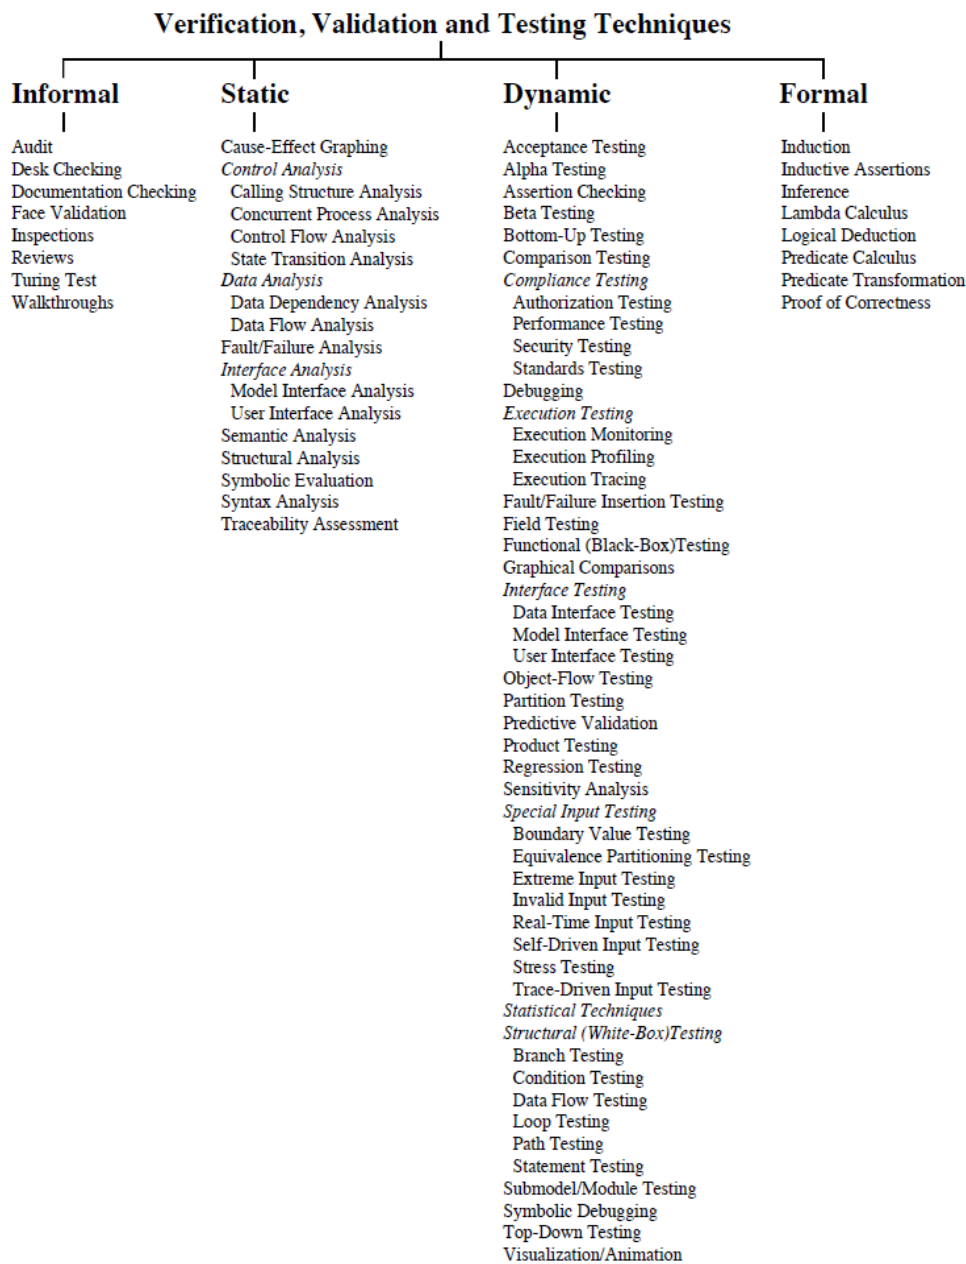 Verification, Validation and Testing Techniques
Informal
Audit
Desk Checking
Documentation Checking
Face Validation
Inspections
Reviews
Turing Test
Walkthroughs
Static
Cause-Effect Graphing
Control Analysis
Calling Structure Analysis
Concurrent Process Analysis
Control Flow Analysis
State Transition Analysis
Data Analysis
Data Dependency Analysis
Data Flow Analysis
Fault/Failure Analysis
Interface Analysis
Model Interface Analysis
User Interface Analysis
Semantic Analysis
Structural Analysis
Symbolic Evaluation
Syntax Analysis
Traceability Assessment
Dynamic
Acceptance Testing
Alpha Testing
Assertion Checking
Beta Testing
Bottom-Up Testing
Comparison Testing
Compliance Testing
Authorization Testing
Performance Testing
Security Testing
Standards Testing
Debugging
Execution Testing
Execution Monitoring
Execution Profiling
Execution Tracing
Fault/Failure Insertion Testing
Field Testing
Functional (Black-Box)Testing
Graphical Comparisons
Interface Testing
Data Interface Testing
Model Interface Testing
User Interface Testing
Object-Flow Testing
Partition Testing
Predictive Validation
Product Testing
Regression Testing
Sensitivity Analysis
Special Input Testing
Boundary Value Testing
Equivalence Partitioning Testing
Extreme Input Testing
Invalid Input Testing
Real-Time Input Testing
Self-Driven Input Testing
Stress Testing
Trace-Driven Input Testing
Statistical Techniques
Structural (White-Box)Testing
Branch Testing
Condition Testing
Data Flow Testing
Loop Testing
Path Testing
Statement Testing
Submodel/Module Testing
Symbolic Debugging
Top-Down Testing
Visualization/Animation
Formal
Induction
Inductive Assertions
Inference
Lambda Calculus
Logical Deduction
Predicate Calculus
Predicate Transformation
Proof of Correctness